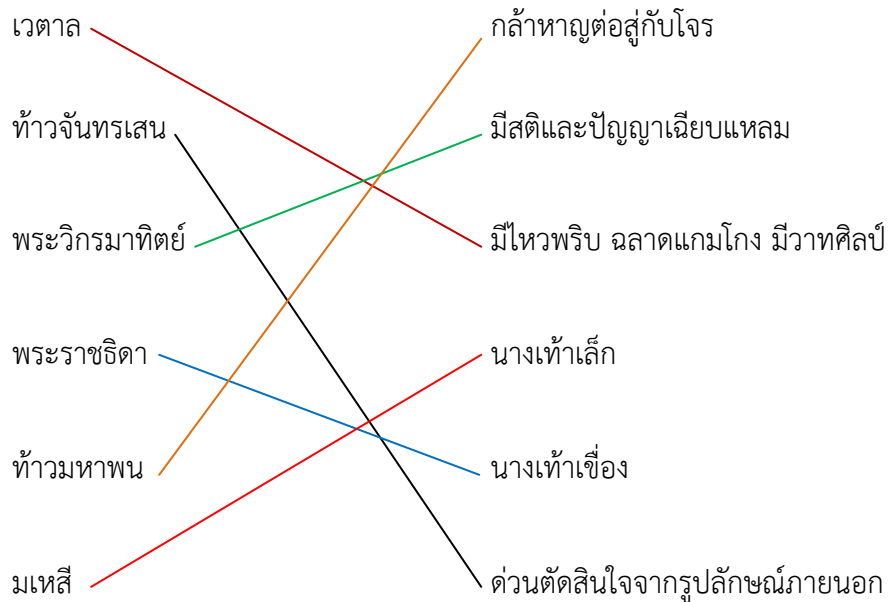 เวตาล กล้าหาญต่อสู้กับโจร
ท้าวจันทรเสน มีสติและปัญญาเฉียบแหลม
พระวิกรมาทิตย์ มีไหวพริบ ฉลาดแกมโกง มีวาทศิลป์
พระราชธิดา นางเท้าเล็ก
ท้าวมหาพน นางเท้าเขื่อง
มเหสี ด่วนตัดสินใจจากรูปลักษณ์ภายนอก